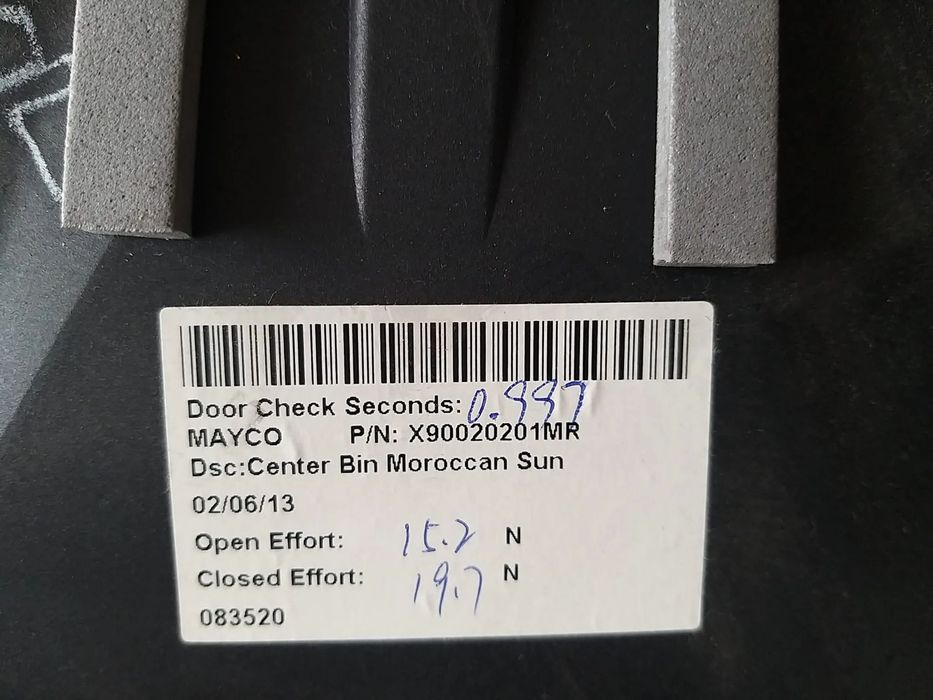 Door Check Seconds: 0.997
MAYCO P/N: X90020201MR
Dsc:Center Bin Moroccan Sun
02/06/13
Open Effort: 15.2 N
Closed Effort: 19.7 N
083520